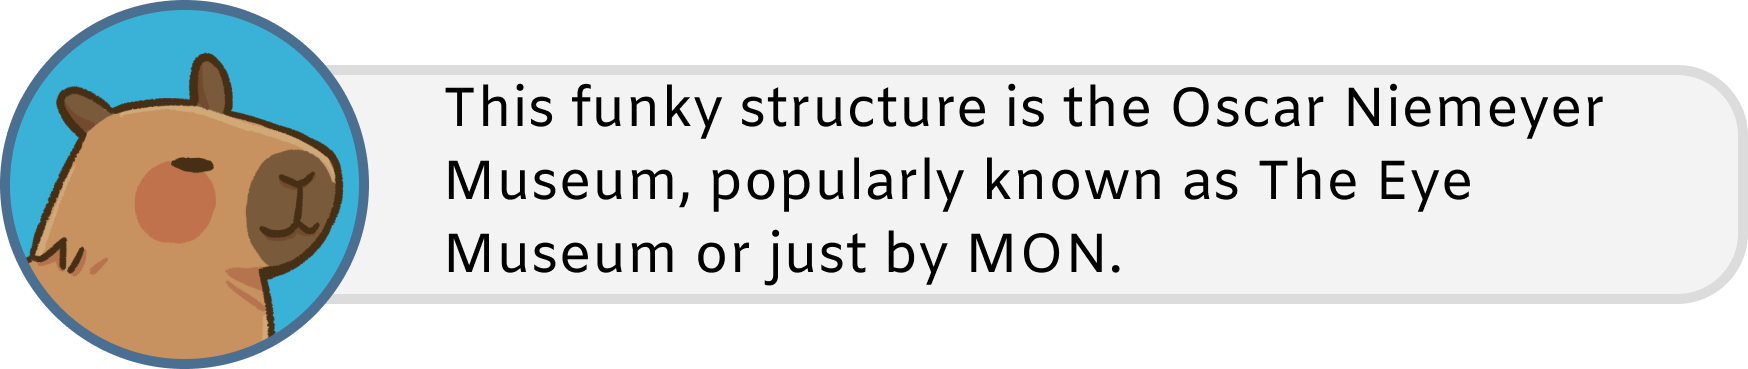 This funky structure is the Oscar Niemeyer
Museum, popularly known as The Eye
Museum or just by MON.